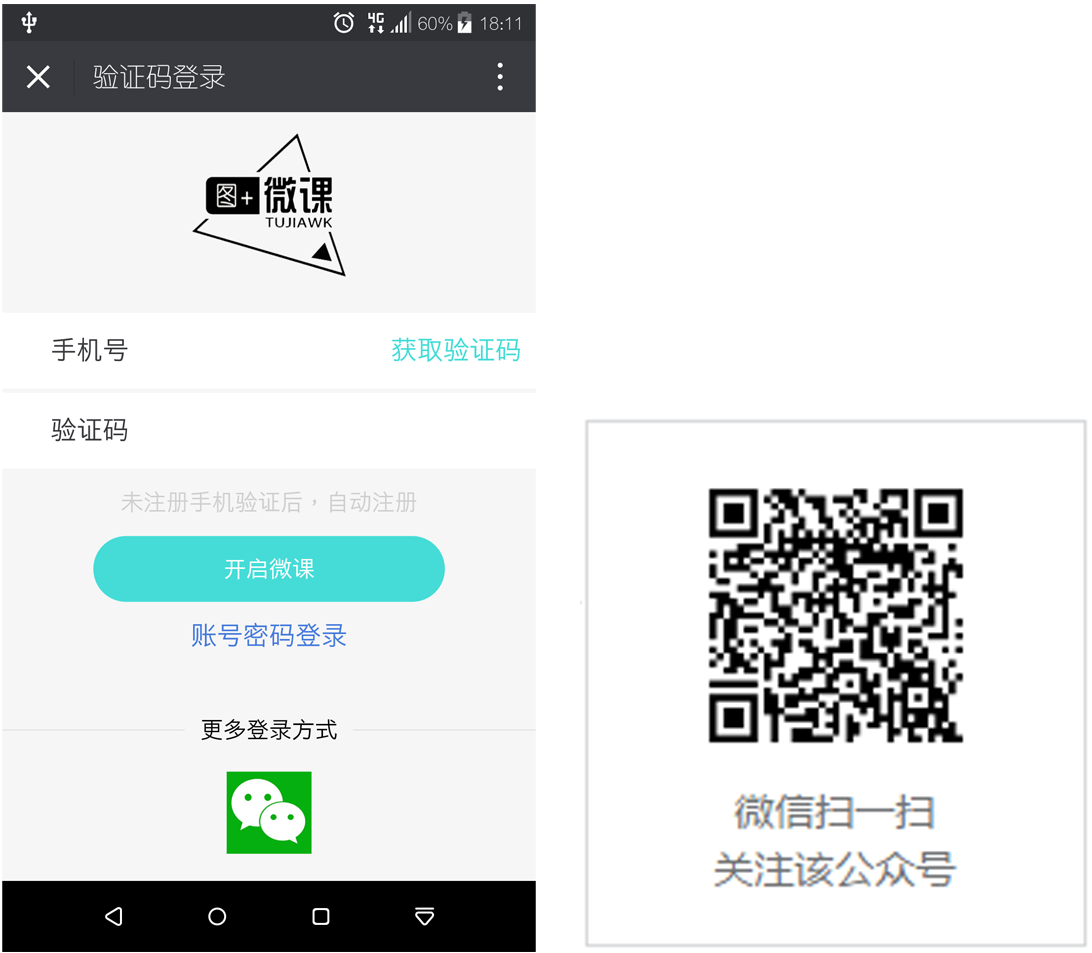 4G 60% 18:11
验证码登录
图+微课
TUJIAWK
手机号 获取验证码
验证码
未注册手机验证后，自动注册
开启微课
账号密码登录
更多登录方式
微信扫一扫
关注该公众号